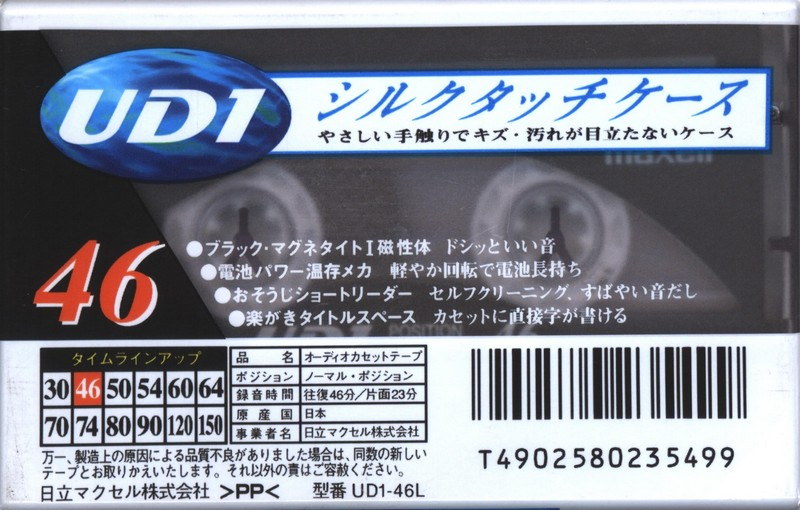 UD1
シルクタッチケース
やさしい手触りでキズ・汚れが目立たないケース
maxell
46
●ブラック・マグネタイトⅠ磁性体 ドシッといい音
●電池パワー温存メカ 軽やか回転で電池長持ち
●おそうじショートリーダー セルフクリーニング、すばやい音だし
●楽がきタイトルスペース カセットに直接字が書ける
UD1 POSITION
タイムラインアップ
30 46 50 54 60 64
70 74 80 90 120 150
品名 オーディオカセットテープ
ポジション ノーマル・ポジション
録音時間 往復46分/片面23分
原産国 日本
事業者名 日立マクセル株式会社
万一、製造上の原因による品質不良がありました場合は、同数の新しい
テープとお取りかえいたします。それ以外の責はご容赦ください。
日立マクセル株式会社 >PP< 型番 UD1-46L
T4902580235499